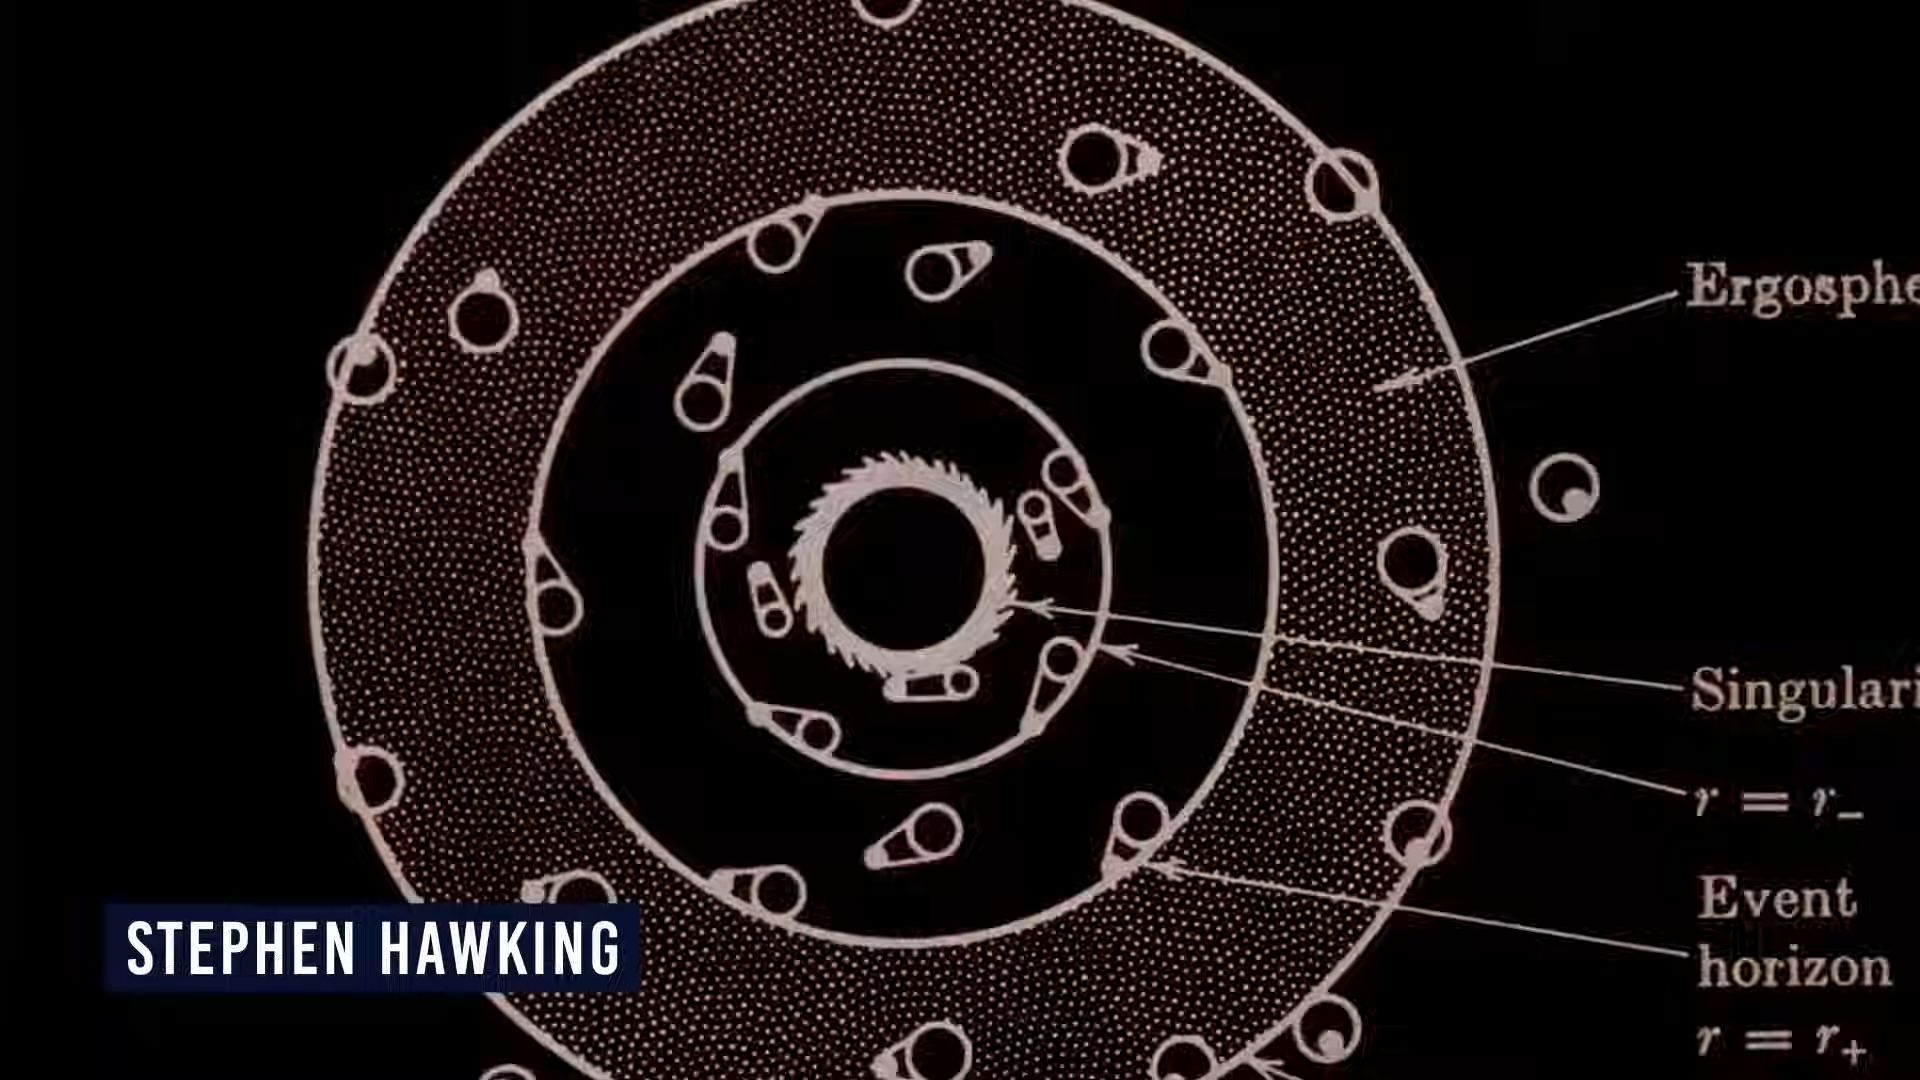 Ergosphe
Singulari
r = r₋
Event
horizon
r = r₊
STEPHEN HAWKING